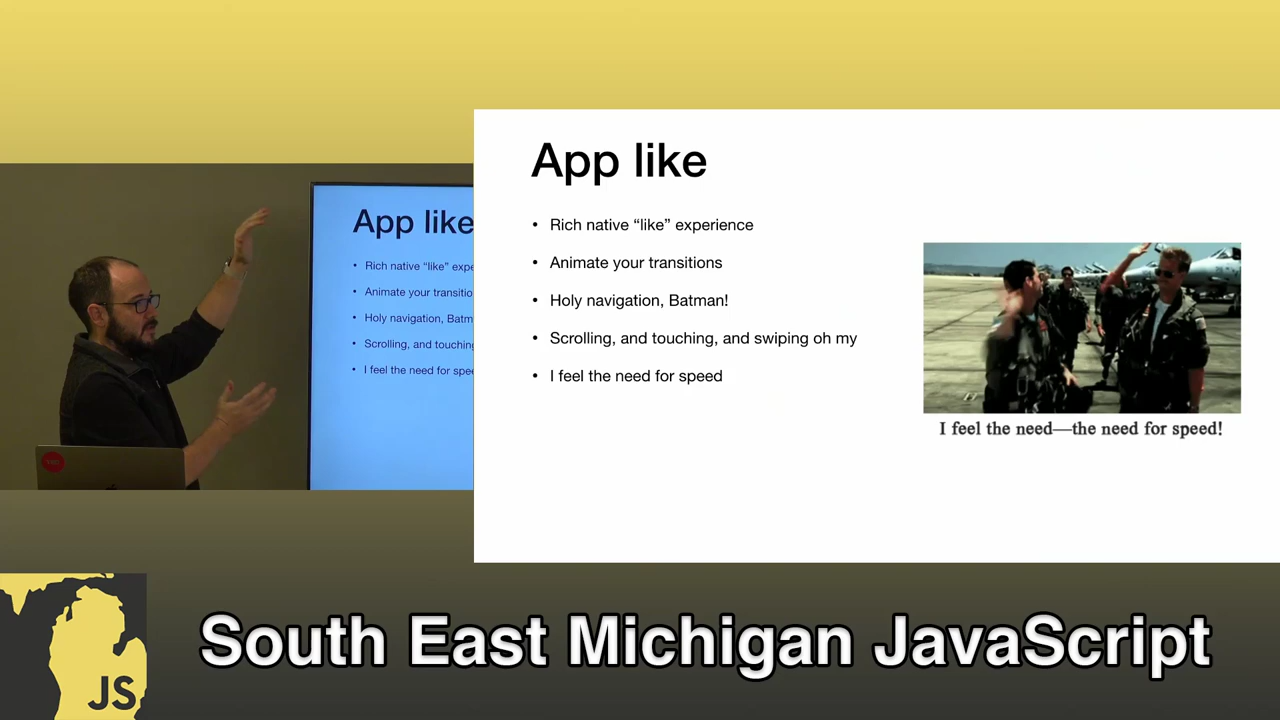 App like
Rich native “like” expe
Animate your transitio
Holy navigation, Batm
Scrolling, and touching
I feel the need for spee
App like
• Rich native “like” experience
• Animate your transitions
• Holy navigation, Batman!
• Scrolling, and touching, and swiping oh my
• I feel the need for speed
I feel the need—the need for speed!
JS
South East Michigan JavaScript